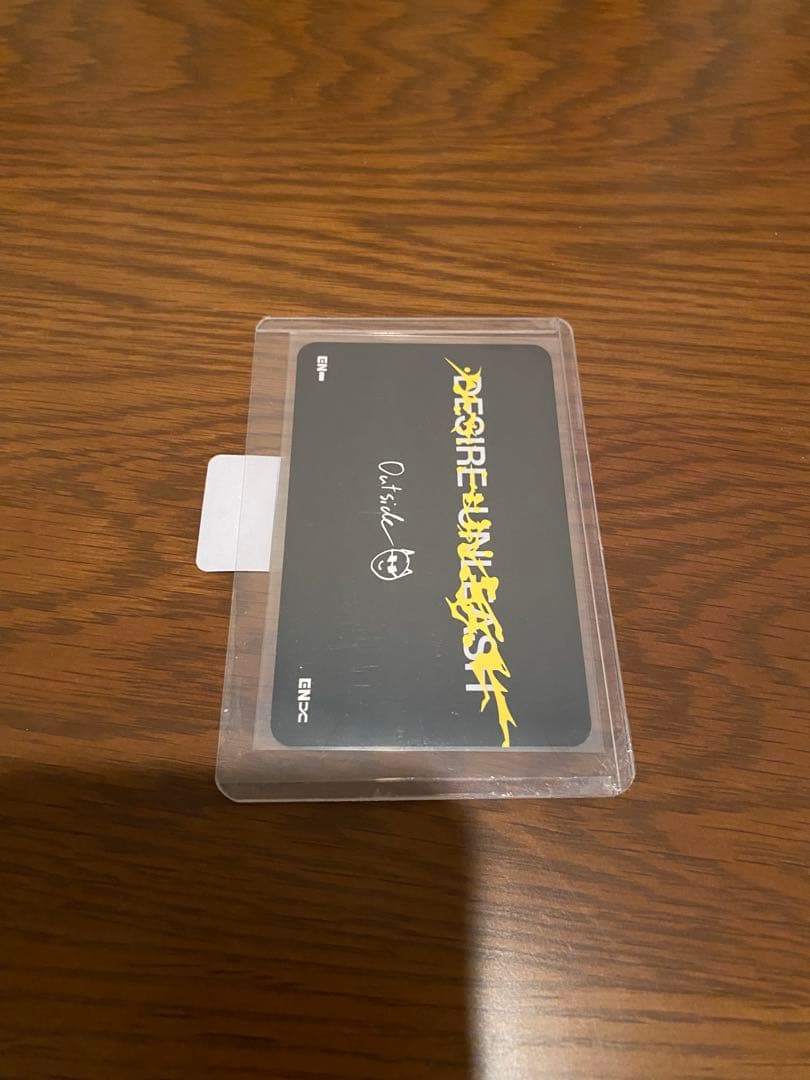 DESIRE UNLEASH
Outside
EN-
EN><